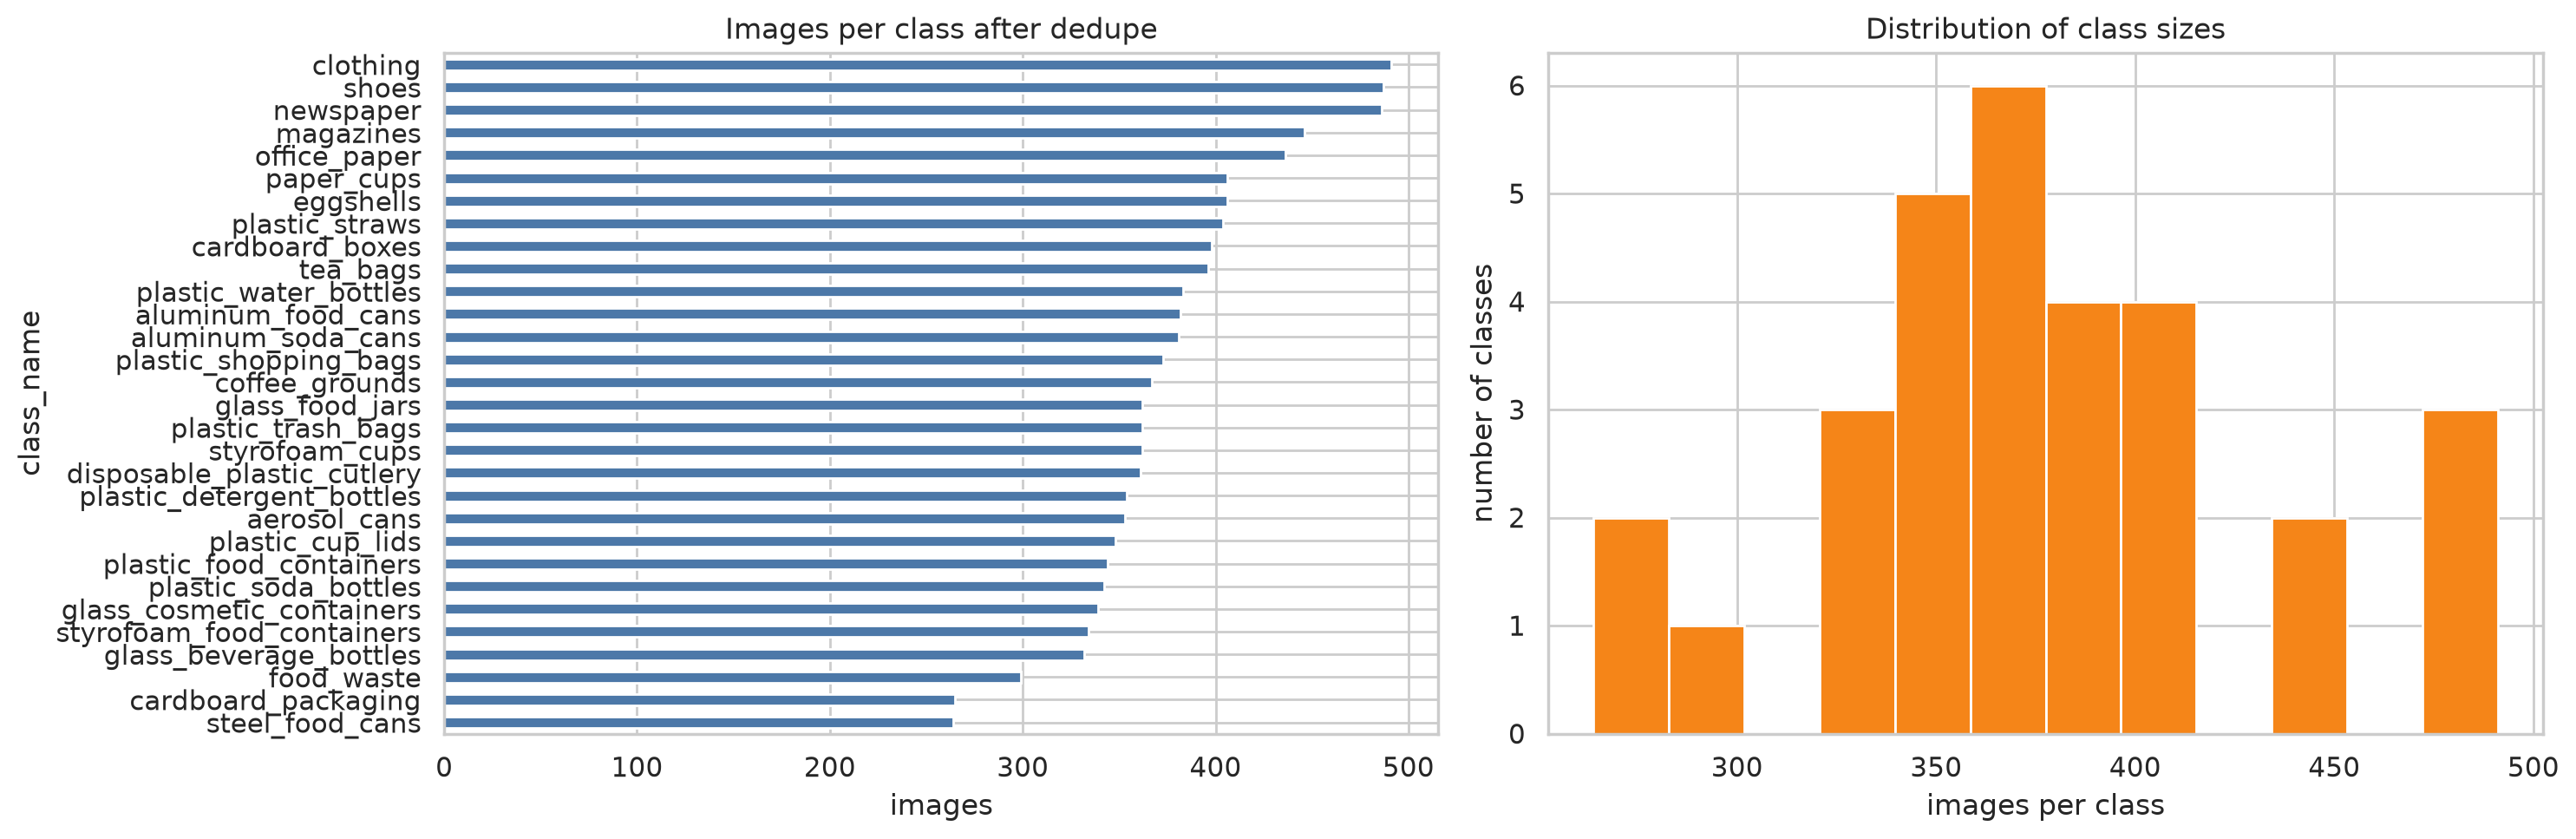 Images per class after dedupe
class_name
clothing
shoes
newspaper
magazines
office_paper
paper_cups
eggshells
plastic_straws
cardboard_boxes
tea_bags
plastic_water_bottles
aluminum_food_cans
aluminum_soda_cans
plastic_shopping_bags
coffee_grounds
glass_food_jars
plastic_trash_bags
styrofoam_cups
disposable_plastic_cutlery
plastic_detergent_bottles
aerosol_cans
plastic_cup_lids
plastic_food_containers
plastic_soda_bottles
glass_cosmetic_containers
styrofoam_food_containers
glass_beverage_bottles
food_waste
cardboard_packaging
steel_food_cans
0 100 200 300 400 500
images
Distribution of class sizes
number of classes
6
5
4
3
2
1
0
300 350 400 450 500
images per class